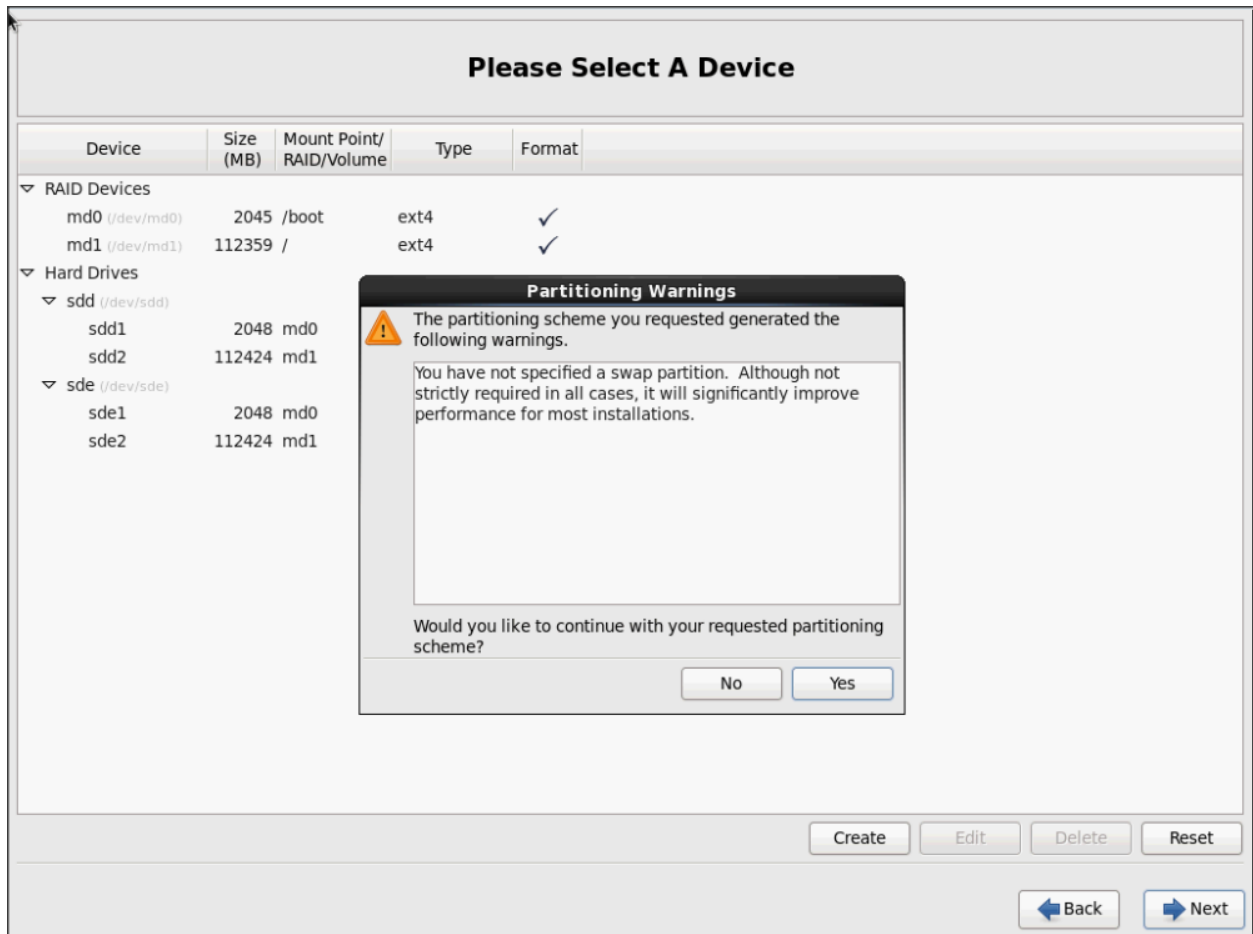 Please Select A Device
Device Size (MB) Mount Point/ RAID/Volume Type Format
RAID Devices
md0 (/dev/md0) 2045 /boot ext4
md1 (/dev/md1) 112359 / ext4
Hard Drives
sdd (/dev/sdd)
sdd1 2048 md0
sdd2 112424 md1
sde (/dev/sde)
sde1 2048 md0
sde2 112424 md1
Partitioning Warnings
The partitioning scheme you requested generated the
following warnings.
You have not specified a swap partition.  Although not
strictly required in all cases, it will significantly improve
performance for most installations.
Would you like to continue with your requested partitioning
scheme?
No Yes
Create Edit Delete Reset
Back Next